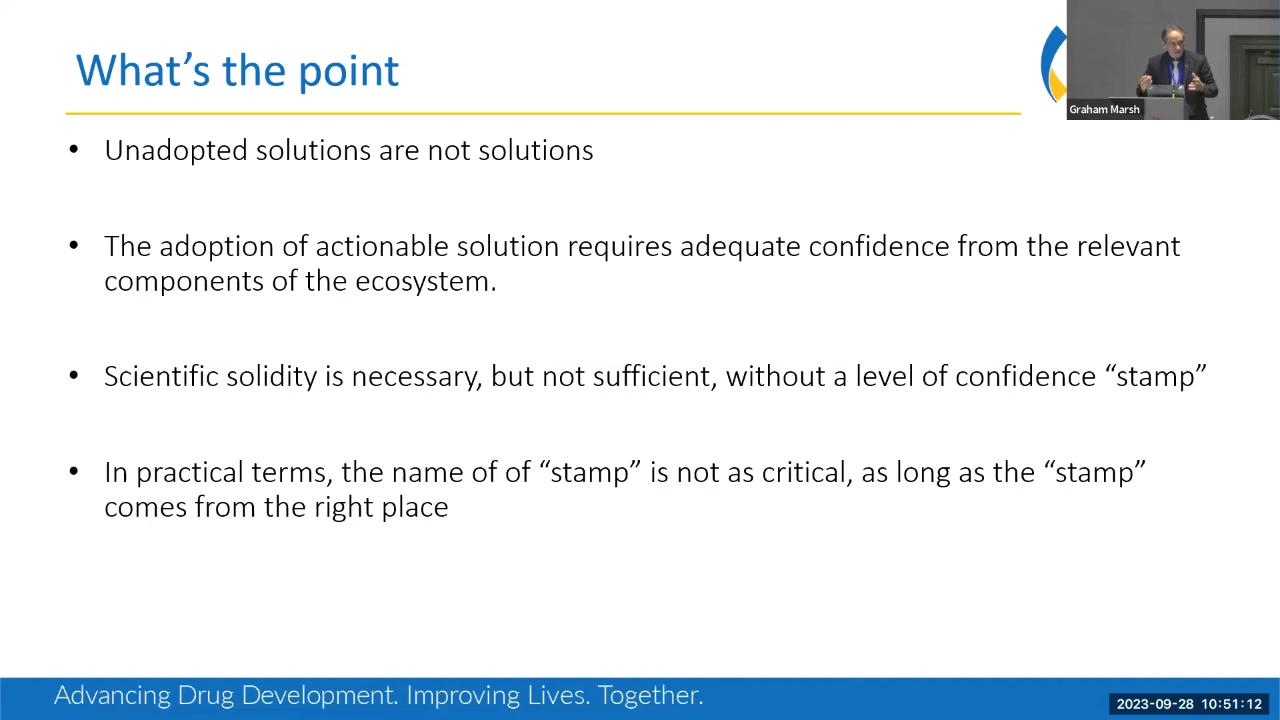 What’s the point
Graham Marsh
• Unadopted solutions are not solutions
• The adoption of actionable solution requires adequate confidence from the relevant
components of the ecosystem.
• Scientific solidity is necessary, but not sufficient, without a level of confidence “stamp”
• In practical terms, the name of of “stamp” is not as critical, as long as the “stamp”
comes from the right place
Advancing Drug Development. Improving Lives. Together.
2023-09-28 10:51:12